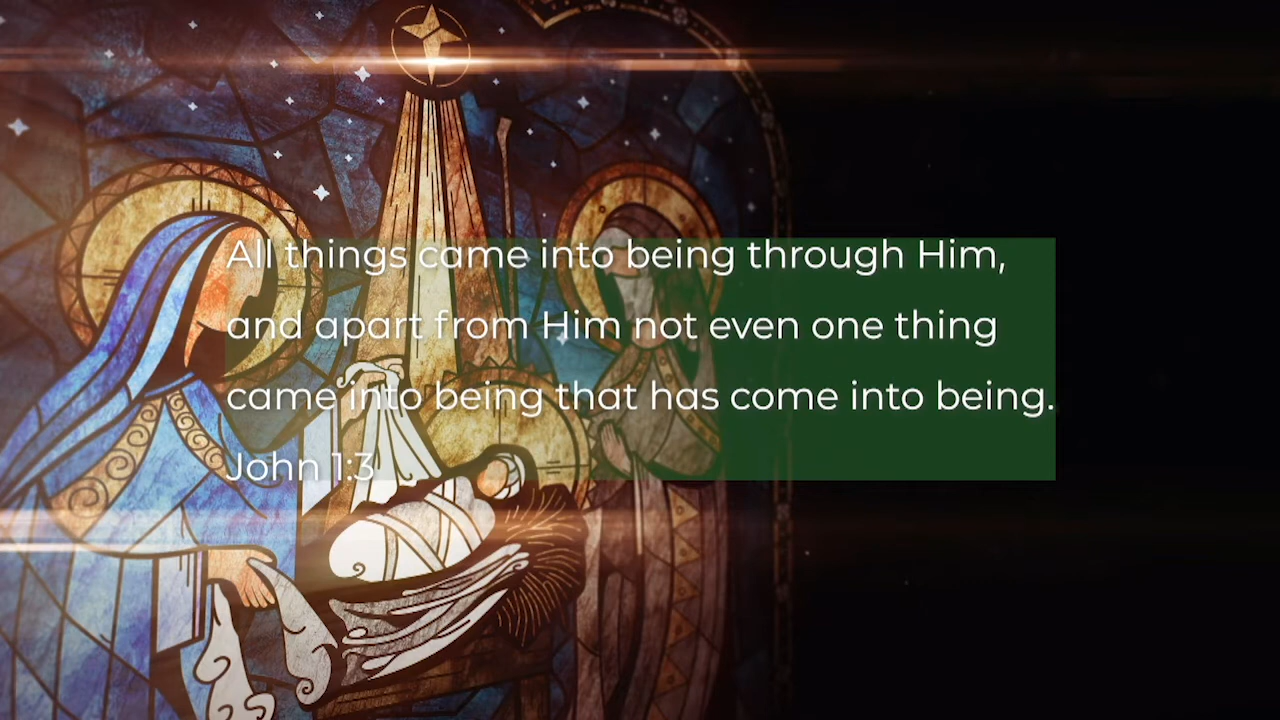 All things came into being through Him,
and apart from Him not even one thing
came into being that has come into being.
John 1:3